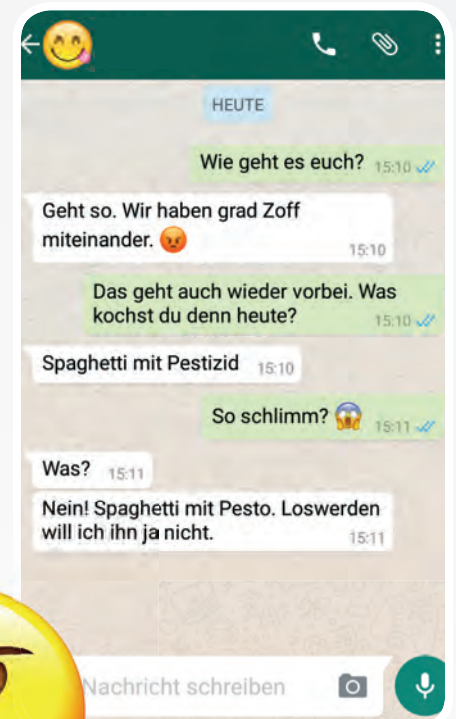 HEUTE
Wie geht es euch? 15:10
Geht so. Wir haben grad Zoff
miteinander. 😡
15:10
Das geht auch wieder vorbei. Was
kochst du denn heute? 15:10
Spaghetti mit Pestizid 15:10
So schlimm? 😱 15:11
Was? 15:11
Nein! Spaghetti mit Pesto. Loswerden
will ich ihn ja nicht. 15:11
Nachricht schreiben